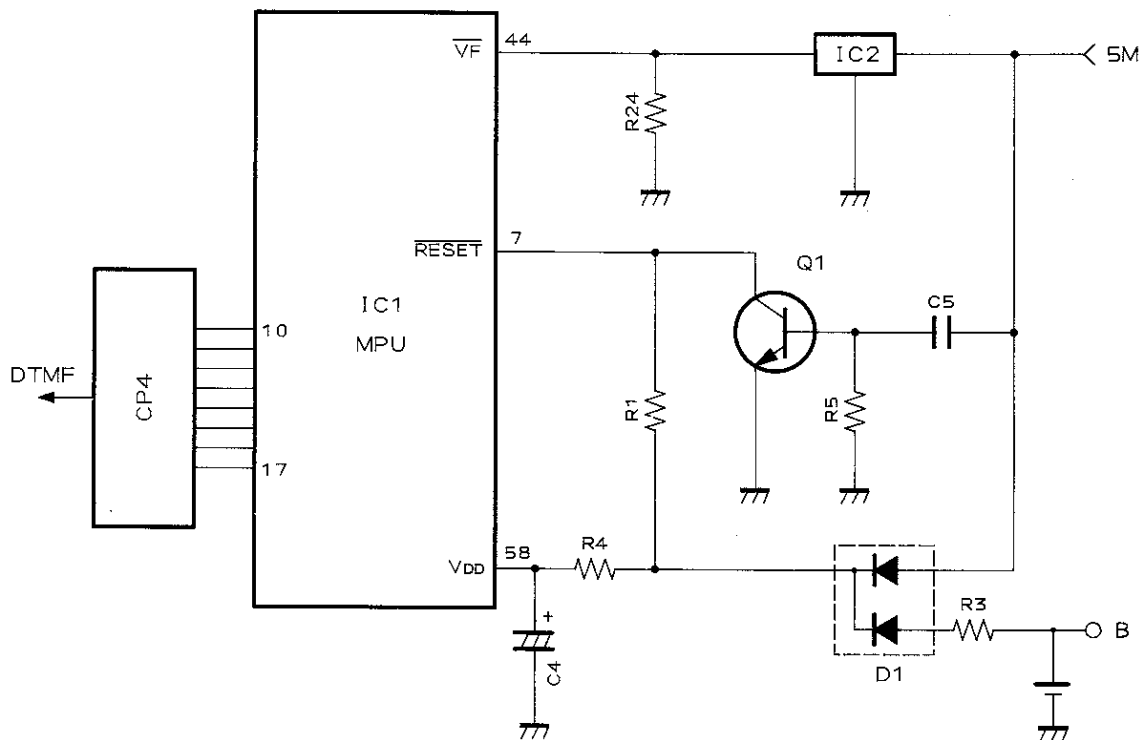 44
VF
IC2
5M
R24
7
RESET
Q1
IC1
MPU
C5
10
DTMF
CP4
R1
R5
17
58
R4
VDD
R3
B
+
C4
D1